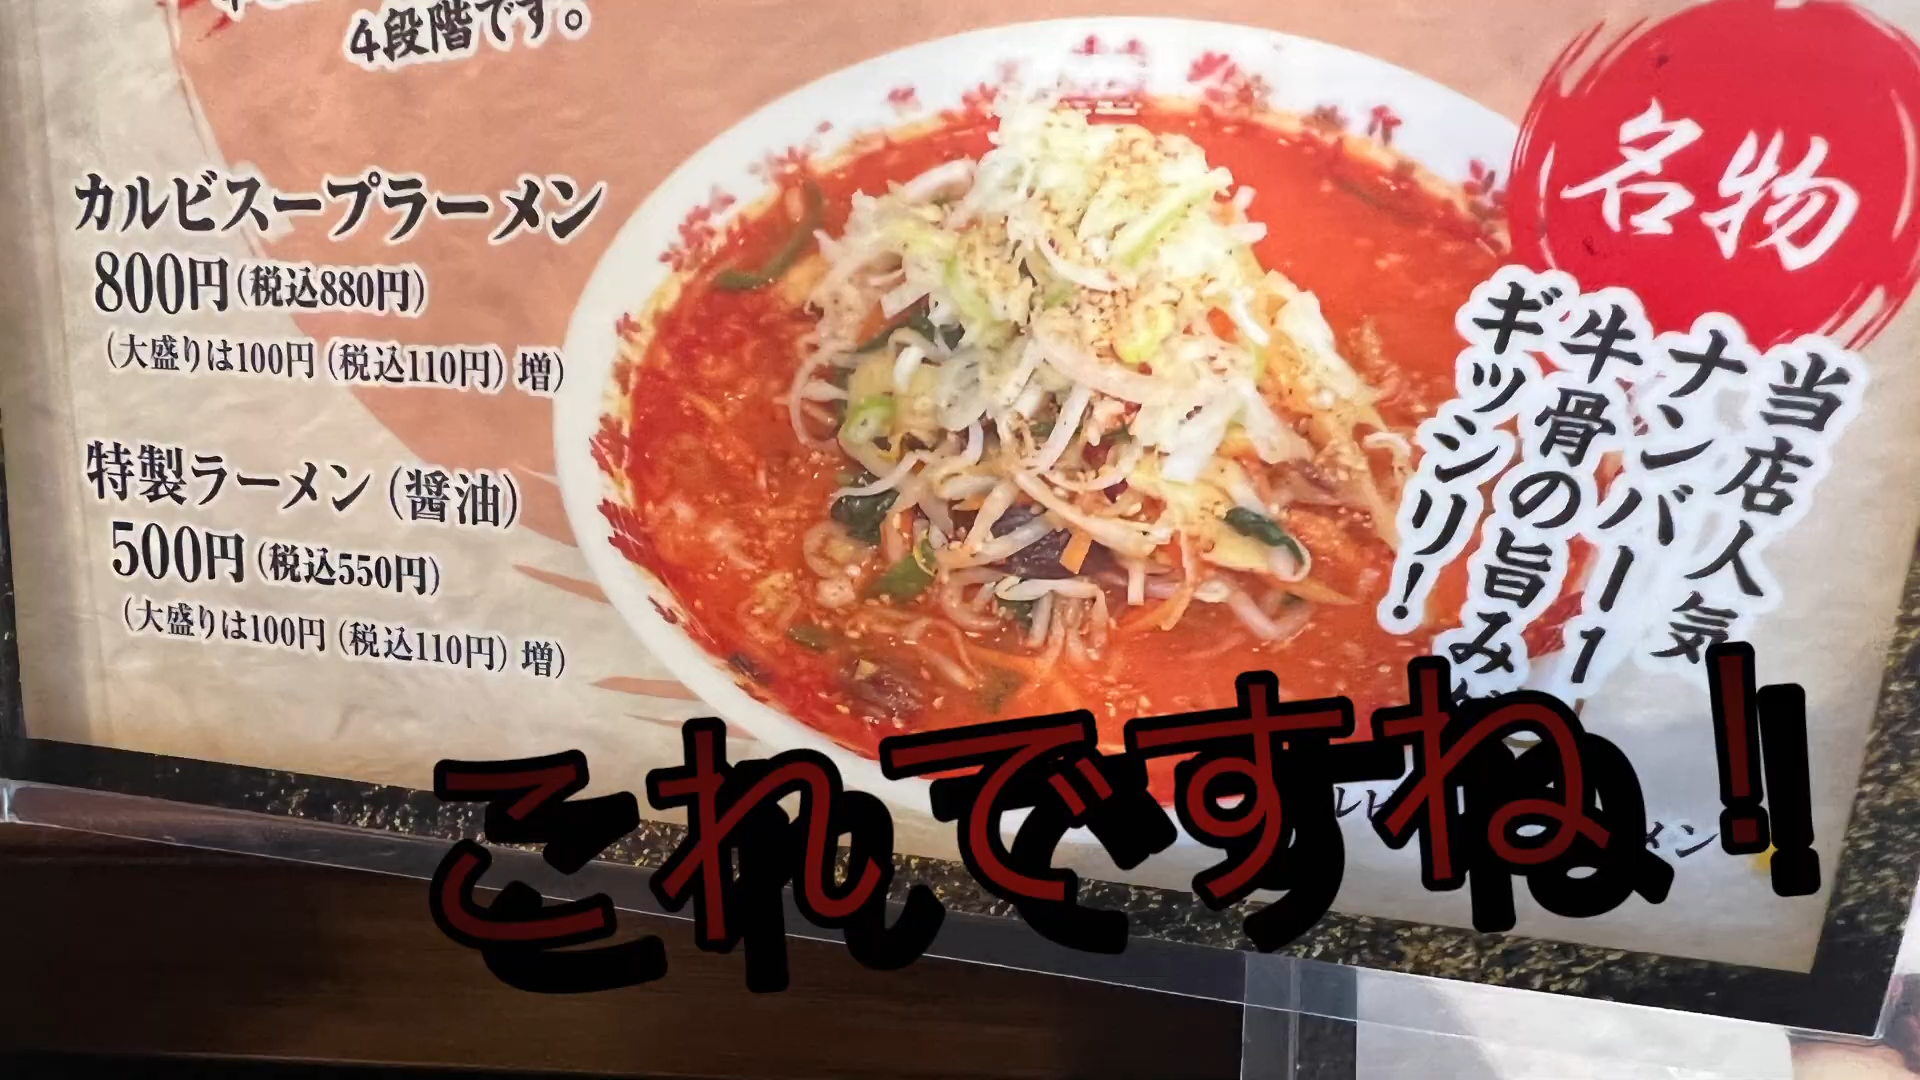 4段階です。
カルビスープラーメン
800円(税込880円)
(大盛りは100円(税込110円)増)
特製ラーメン(醤油)
500円(税込550円)
(大盛りは100円(税込110円)増)
名物
当店人気
ナンバー1
牛骨の旨み
ギッシリ!
これですね!